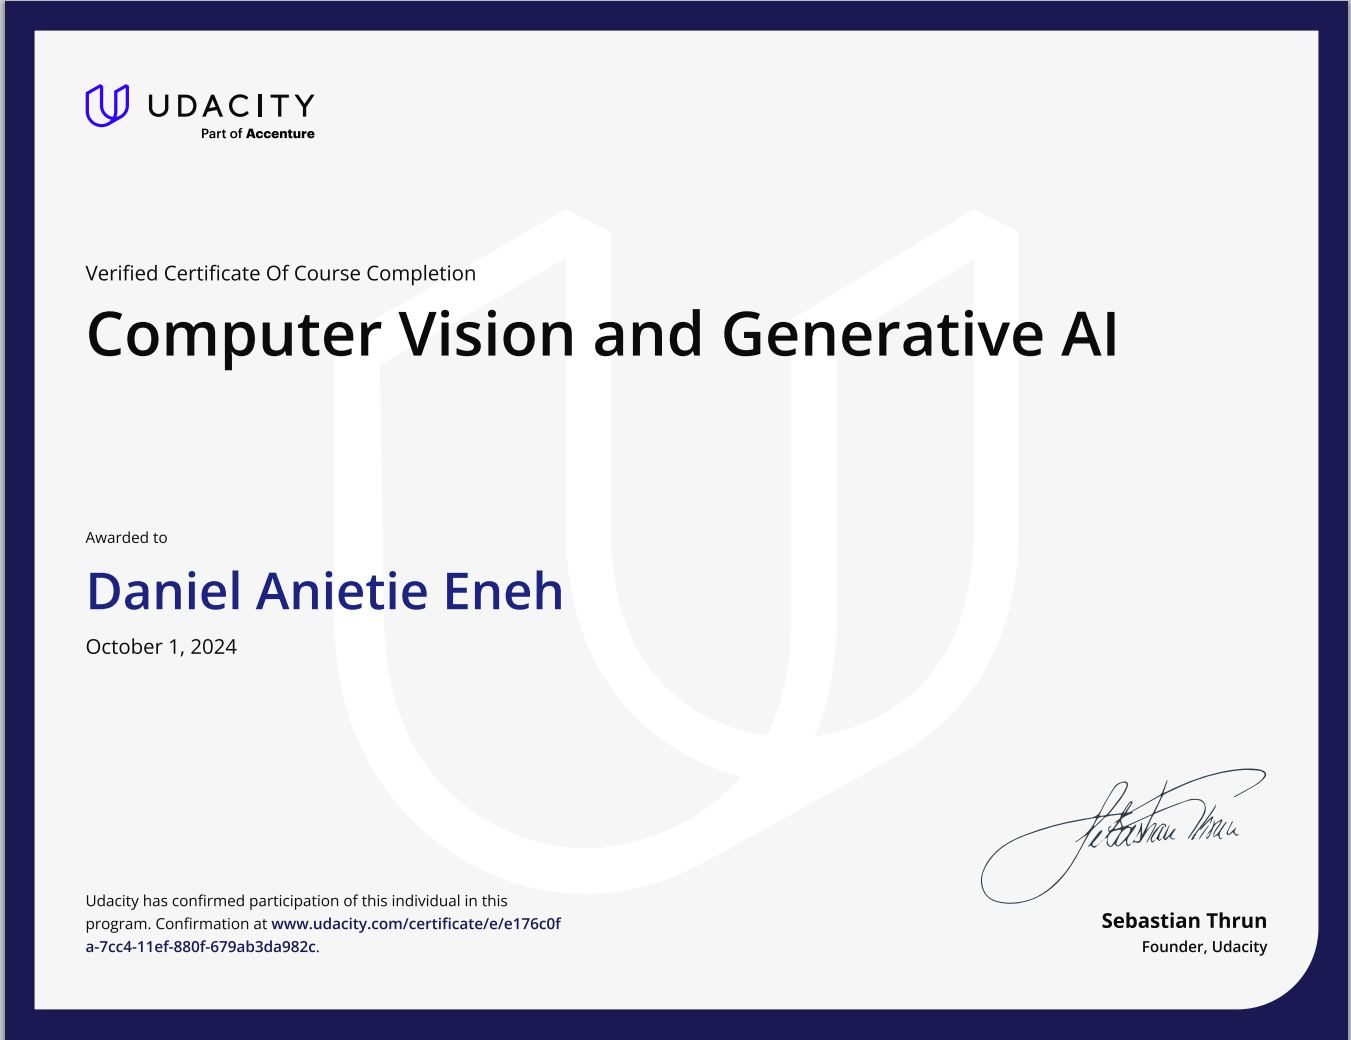 UDACITY
Part of Accenture
Verified Certificate Of Course Completion
Computer Vision and Generative AI
Awarded to
Daniel Anietie Eneh
October 1, 2024
Udacity has confirmed participation of this individual in this
program. Confirmation at www.udacity.com/certificate/e/e176c0f
a-7cc4-11ef-880f-679ab3da982c.
Sebastian Thrun
Sebastian Thrun
Founder, Udacity